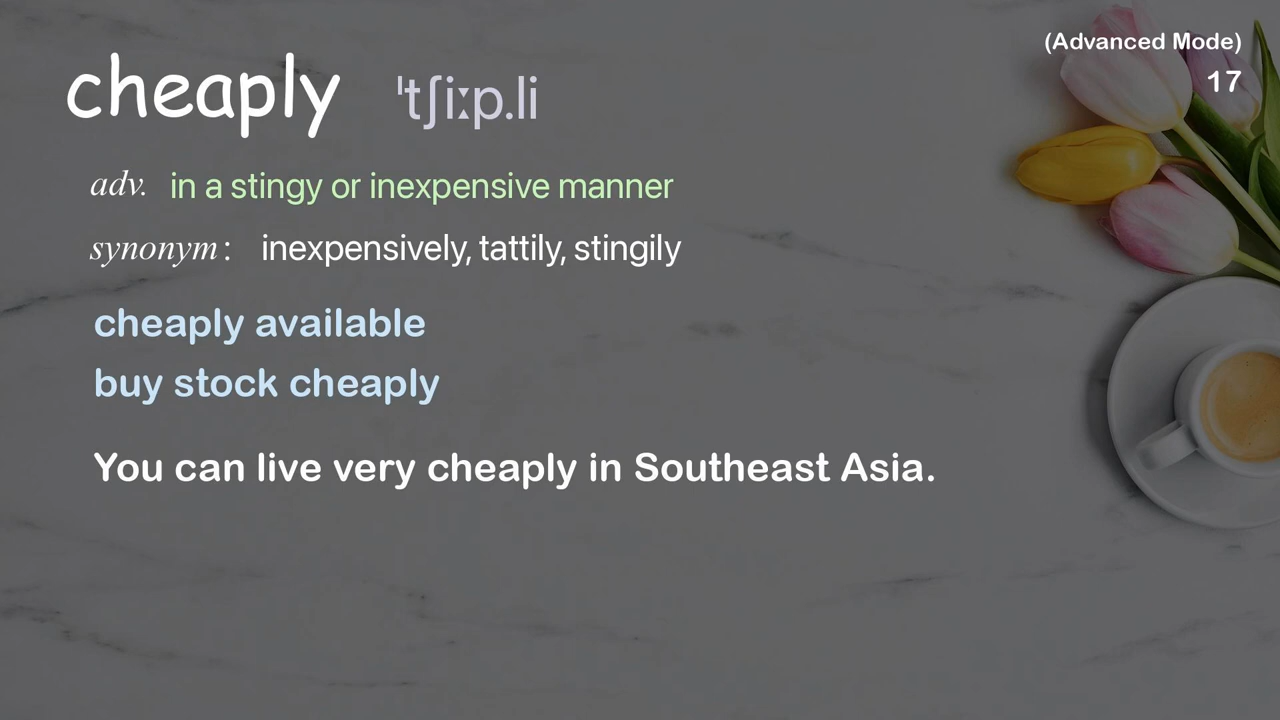 (Advanced Mode)
17
cheaply ˈtʃiːp.li
adv. in a stingy or inexpensive manner
synonym: inexpensively, tattily, stingily
cheaply available
buy stock cheaply
You can live very cheaply in Southeast Asia.